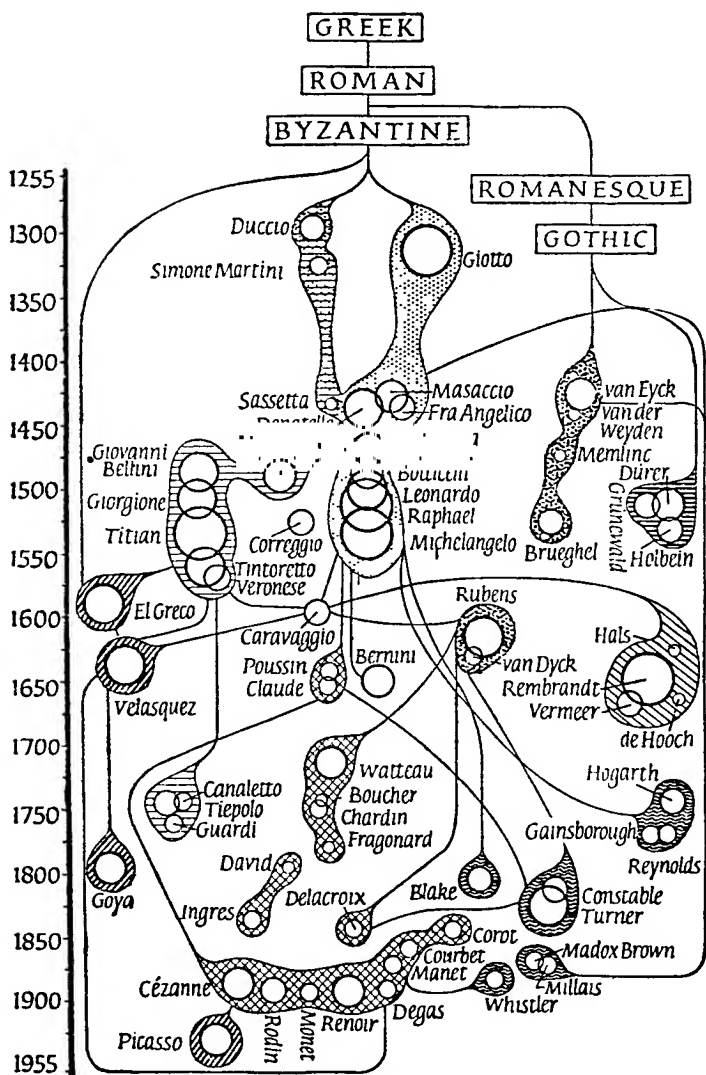 GREEK
ROMAN
BYZANTINE
ROMANESQUE
GOTHIC
1255
1300
1350
1400
1450
1500
1550
1600
1650
1700
1750
1800
1850
1900
1955
Duccio
Giotto
Simone Martini
Sassetta
Masaccio
Fra Angelico
van Eyck
van der
Weyden
Memlinc
Dürer
Grünewald
Holbein
Brueghel
Giovanni
Bellini
Giorgione
Titian
Tintoretto
Veronese
Correggio
Leonardo
Raphael
Michelangelo
El Greco
Caravaggio
Rubens
van Dyck
Hals
Rembrandt
Vermeer
de Hooch
Velasquez
Poussin
Claude
Bernini
Watteau
Boucher
Chardin
Fragonard
Canaletto
Tiepolo
Guardi
Hogarth
Gainsborough
Reynolds
David
Ingres
Goya
Delacroix
Blake
Constable
Turner
Corot
Courbet
Manet
Madox Brown
Millais
Whistler
Cézanne
Rodin
Monet
Renoir
Degas
Picasso